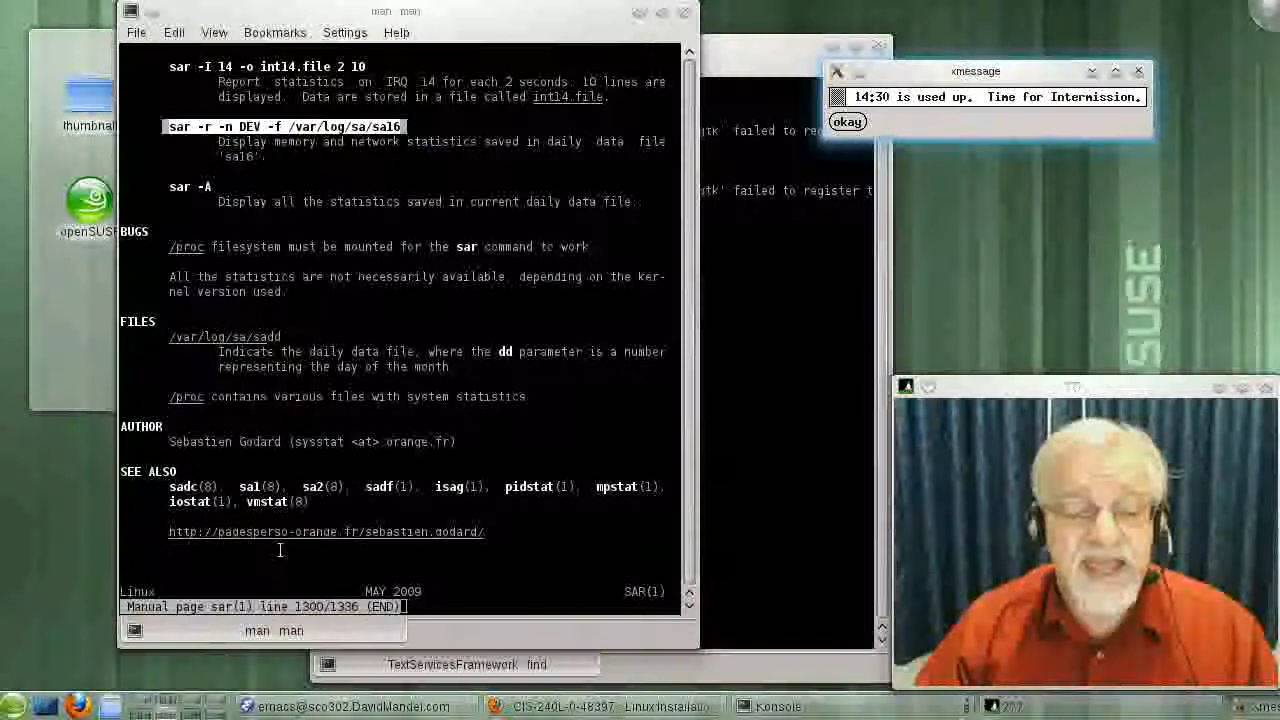 man man
File Edit View Bookmarks Settings Help
sar -I 14 -o int14.file 2 10
Report statistics on IRQ 14 for each 2 seconds. 10 lines are
displayed. Data are stored in a file called int14.file.
sar -r -n DEV -f /var/log/sa/sa16
Display memory and network statistics saved in daily data file
'sa16'.
sar -A
Display all the statistics saved in current daily data file.
BUGS
/proc filesystem must be mounted for the sar command to work.
All the statistics are not necessarily available, depending on the ker-
nel version used.
FILES
/var/log/sa/sadd
Indicate the daily data file, where the dd parameter is a number
representing the day of the month.
/proc contains various files with system statistics.
AUTHOR
Sebastien Godard (sysstat <at> orange.fr)
SEE ALSO
sadc(8), sa1(8), sa2(8), sadf(1), isag(1), pidstat(1), mpstat(1),
iostat(1), vmstat(8)
http://pagesperso-orange.fr/sebastien.godard/
Linux MAY 2009 SAR(1)
Manual page sar(1) line 1300/1336 (END)
man man
TextServicesFramework find
thumbnai
openSUS
gtk' failed to reg
gtk' failed to register t
xmessage
14:30 is used up. Time for Intermission.
okay
SUSE
???
emaits@sco302.DavidMandel.com
CIS-240L-0-48397 Linux Installatio
Konsole
???
xmes